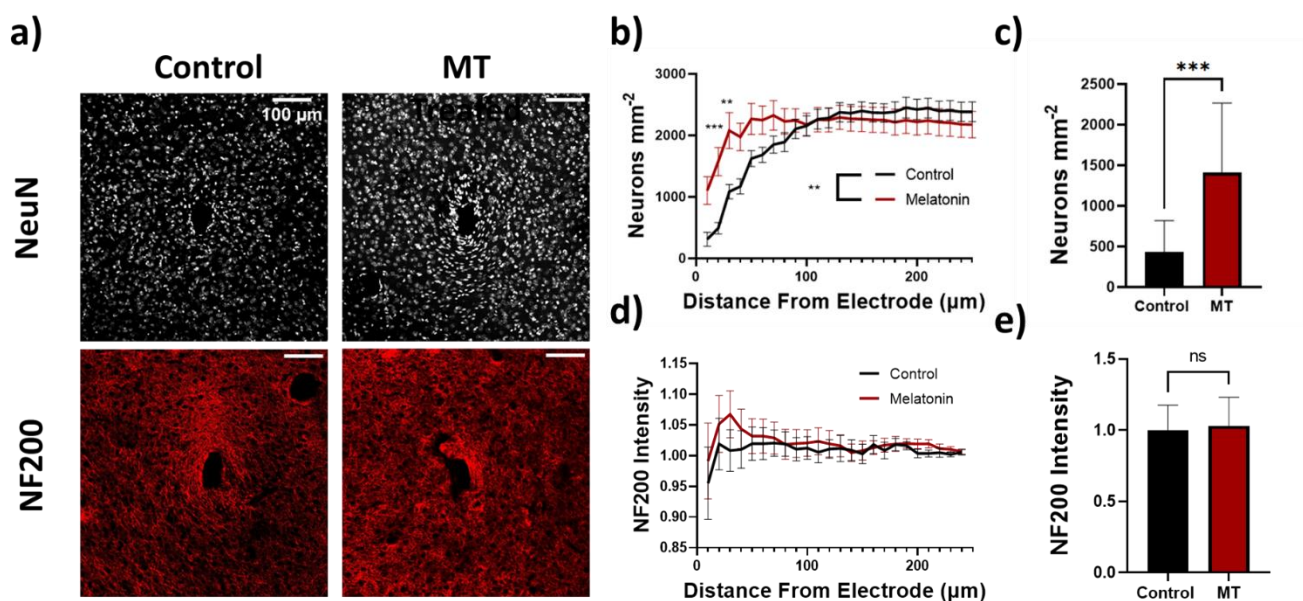 a)
Control
MT
NeuN
100 µm
NF200
b)
Neurons mm-2
3000
2000
1000
0
***
**
**
Control
Melatonin
0
100
200
Distance From Electrode (µm)
c)
Neurons mm-2
2500
2000
1500
1000
500
0
***
Control
MT
d)
NF200 Intensity
1.15
1.10
1.05
1.00
0.95
0.90
0.85
Control
Melatonin
0
100
200
Distance From Electrode (µm)
e)
NF200 Intensity
1.5
1.0
0.5
0.0
ns
Control
MT